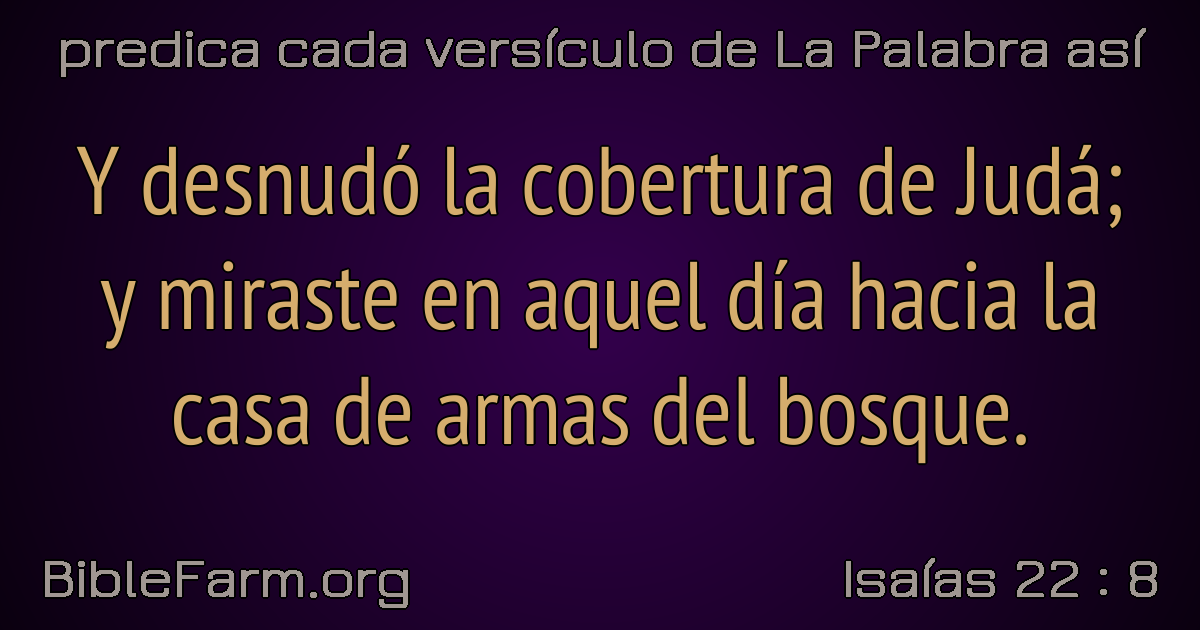 predica cada versículo de La Palabra así
Y desnudó la cobertura de Judá;
y miraste en aquel día hacia la
casa de armas del bosque.
BibleFarm.org
Isaías 22 : 8